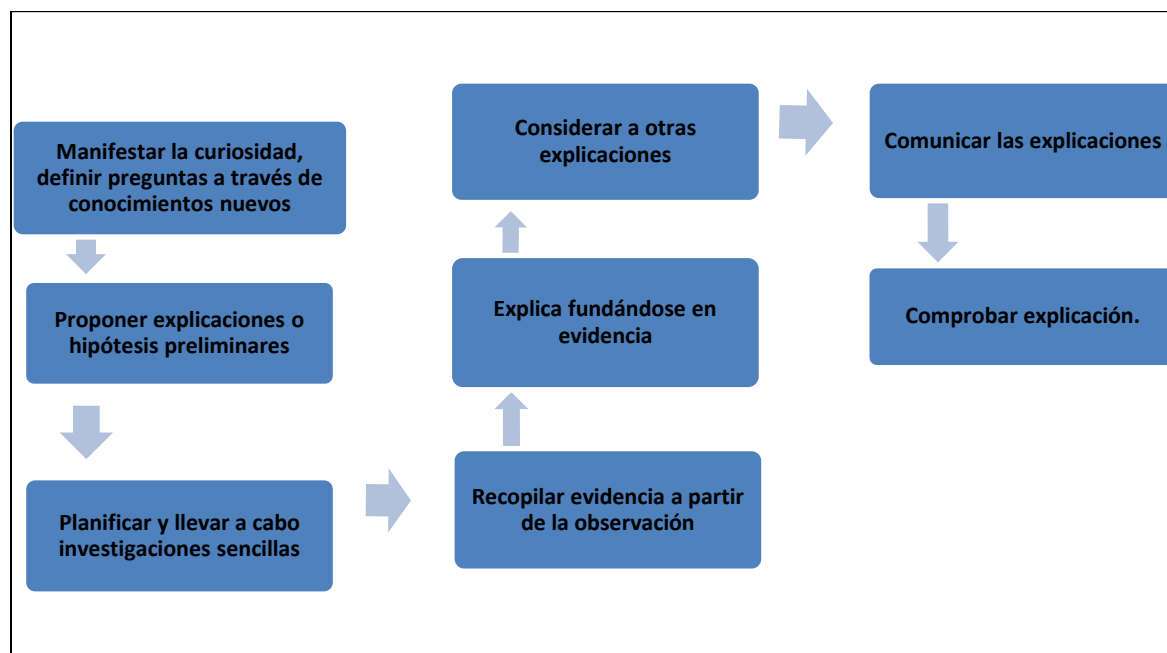 Manifestar la curiosidad,
definir preguntas a través de
conocimientos nuevos
Proponer explicaciones o
hipótesis preliminares
Planificar y llevar a cabo
investigaciones sencillas
Recopilar evidencia a partir
de la observación
Explica fundándose en
evidencia
Considerar a otras
explicaciones
Comunicar las explicaciones
Comprobar explicación.